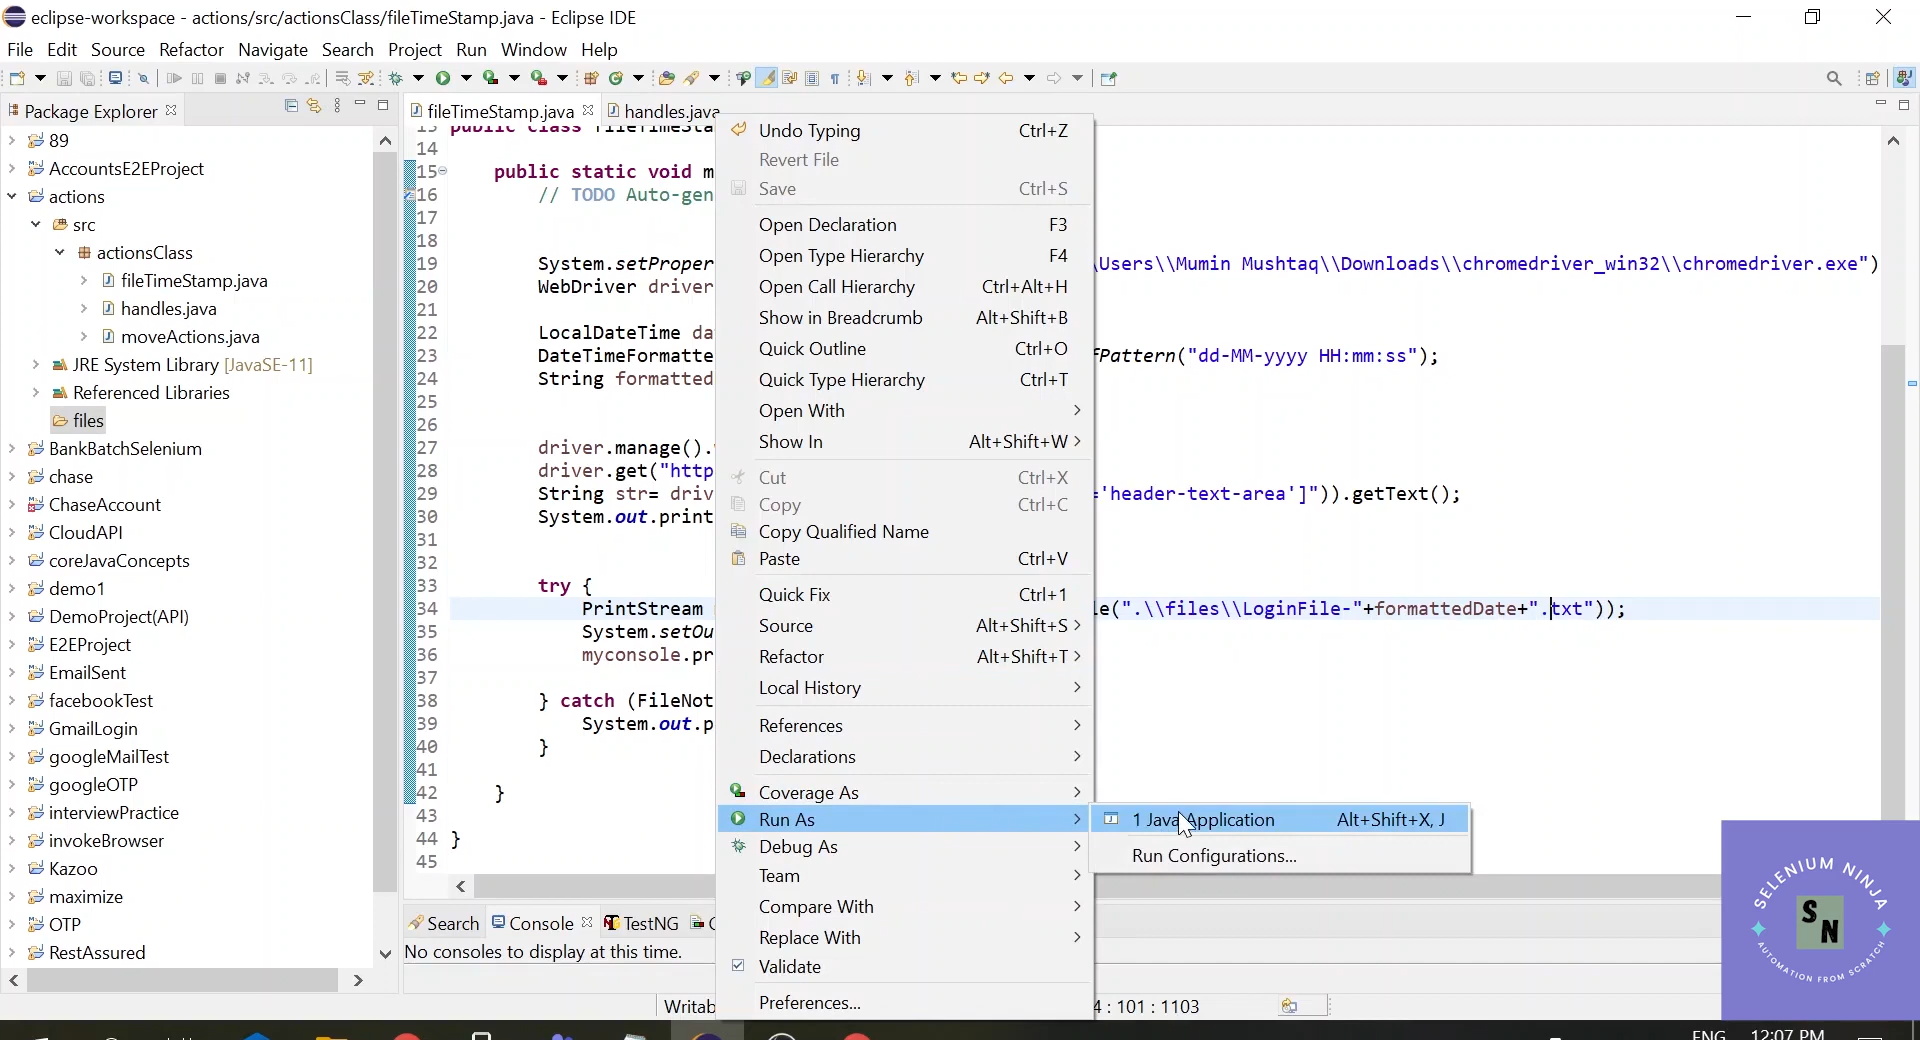 eclipse-workspace - actions/src/actionsClass/fileTimeStamp.java - Eclipse IDE
File Edit Source Refactor Navigate Search Project Run Window Help
Package Explorer
89
AccountsE2EProject
actions
src
actionsClass
fileTimeStamp.java
handles.java
moveActions.java
JRE System Library [JavaSE-11]
Referenced Libraries
files
BankBatchSelenium
chase
ChaseAccount
CloudAPI
coreJavaConcepts
demo1
DemoProject(API)
E2EProject
EmailSent
facebookTest
GmailLogin
googleMailTest
googleOTP
interviewPractice
invokeBrowser
Kazoo
maximize
OTP
RestAssured
fileTimeStamp.java handles.java
13 public class fileTimeSta
14
15 public static void m
16 // TODO Auto-gen
17
18
19 System.setProper \Users\\Mumin Mushtaq\\Downloads\\chromedriver_win32\\chromedriver.exe")
20 WebDriver driver
21
22 LocalDateTime da
23 DateTimeFormatte fPattern("dd-MM-yyyy HH:mm:ss");
24 String formatted
25
26
27 driver.manage().
28 driver.get("http
29 String str= driv ='header-text-area']")).getText();
30 System.out.print
31
32
33 try {
34 PrintStream le(".\\files\\LoginFile-"+formattedDate+".txt"));
35 System.setOu
36 myconsole.pr
37
38 } catch (FileNot
39 System.out.p
40 }
41
42 }
43
44 }
45
Undo Typing Ctrl+Z
Revert File
Save Ctrl+S
Open Declaration F3
Open Type Hierarchy F4
Open Call Hierarchy Ctrl+Alt+H
Show in Breadcrumb Alt+Shift+B
Quick Outline Ctrl+O
Quick Type Hierarchy Ctrl+T
Open With
Show In Alt+Shift+W
Cut Ctrl+X
Copy Ctrl+C
Copy Qualified Name
Paste Ctrl+V
Quick Fix Ctrl+1
Source Alt+Shift+S
Refactor Alt+Shift+T
Local History
References
Declarations
Coverage As
Run As
Debug As
Team
Compare With
Replace With
Validate
Preferences...
1 Java Application Alt+Shift+X, J
Run Configurations...
Search Console TestNG
No consoles to display at this time.
Writab 4 : 101 : 1103
SELENIUM NINJA
SN
AUTOMATION FROM SCRATCH
ENG 12:07 PM